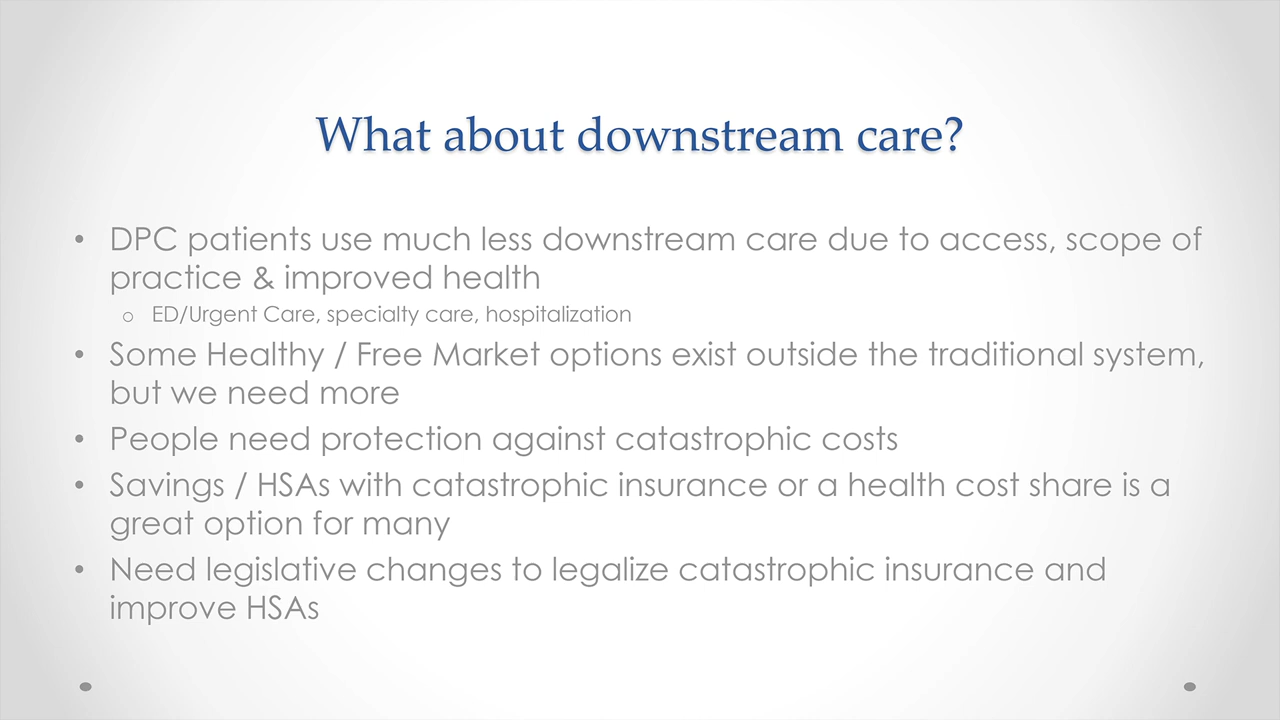 What about downstream care?
• DPC patients use much less downstream care due to access, scope of
practice & improved health
o ED/Urgent Care, specialty care, hospitalization
• Some Healthy / Free Market options exist outside the traditional system,
but we need more
• People need protection against catastrophic costs
• Savings / HSAs with catastrophic insurance or a health cost share is a
great option for many
• Need legislative changes to legalize catastrophic insurance and
improve HSAs